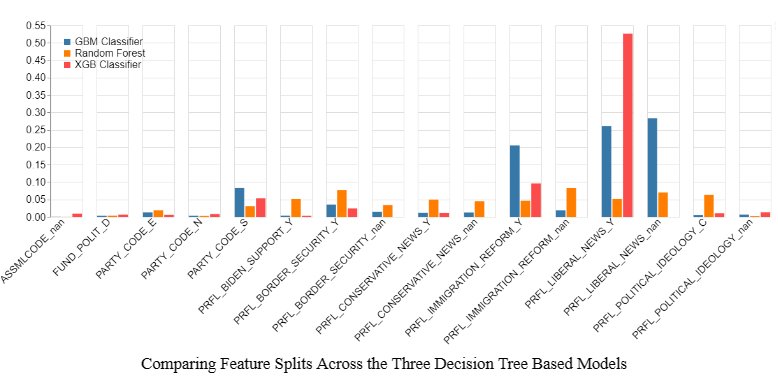 0.55
0.50
0.45
0.40
0.35
0.30
0.25
0.20
0.15
0.10
0.05
0.00
GBM Classifier
Random Forest
XGB Classifier
ASSMLCODE_nan
FUND_POLIT_D
PARTY_CODE_E
PARTY_CODE_N
PARTY_CODE_S
PRFL_BIDEN_SUPPORT_Y
PRFL_BORDER_SECURITY_Y
PRFL_BORDER_SECURITY_nan
PRFL_CONSERVATIVE_NEWS_Y
PRFL_CONSERVATIVE_NEWS_nan
PRFL_IMMIGRATION_REFORM_Y
PRFL_IMMIGRATION_REFORM_nan
PRFL_LIBERAL_NEWS_Y
PRFL_LIBERAL_NEWS_nan
PRFL_POLITICAL_IDEOLOGY_C
PRFL_POLITICAL_IDEOLOGY_nan
Comparing Feature Splits Across the Three Decision Tree Based Models